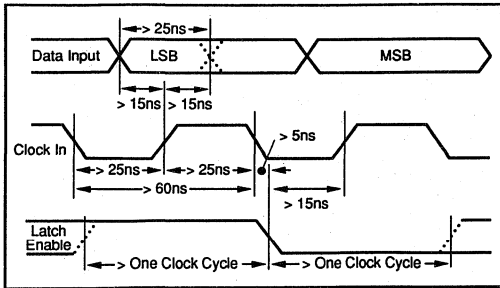 > 25ns
Data Input
LSB
MSB
> 15ns
> 15ns
Clock In
> 5ns
> 25ns
> 25ns
> 60ns
> 15ns
Latch
Enable
> One Clock Cycle
> One Clock Cycle